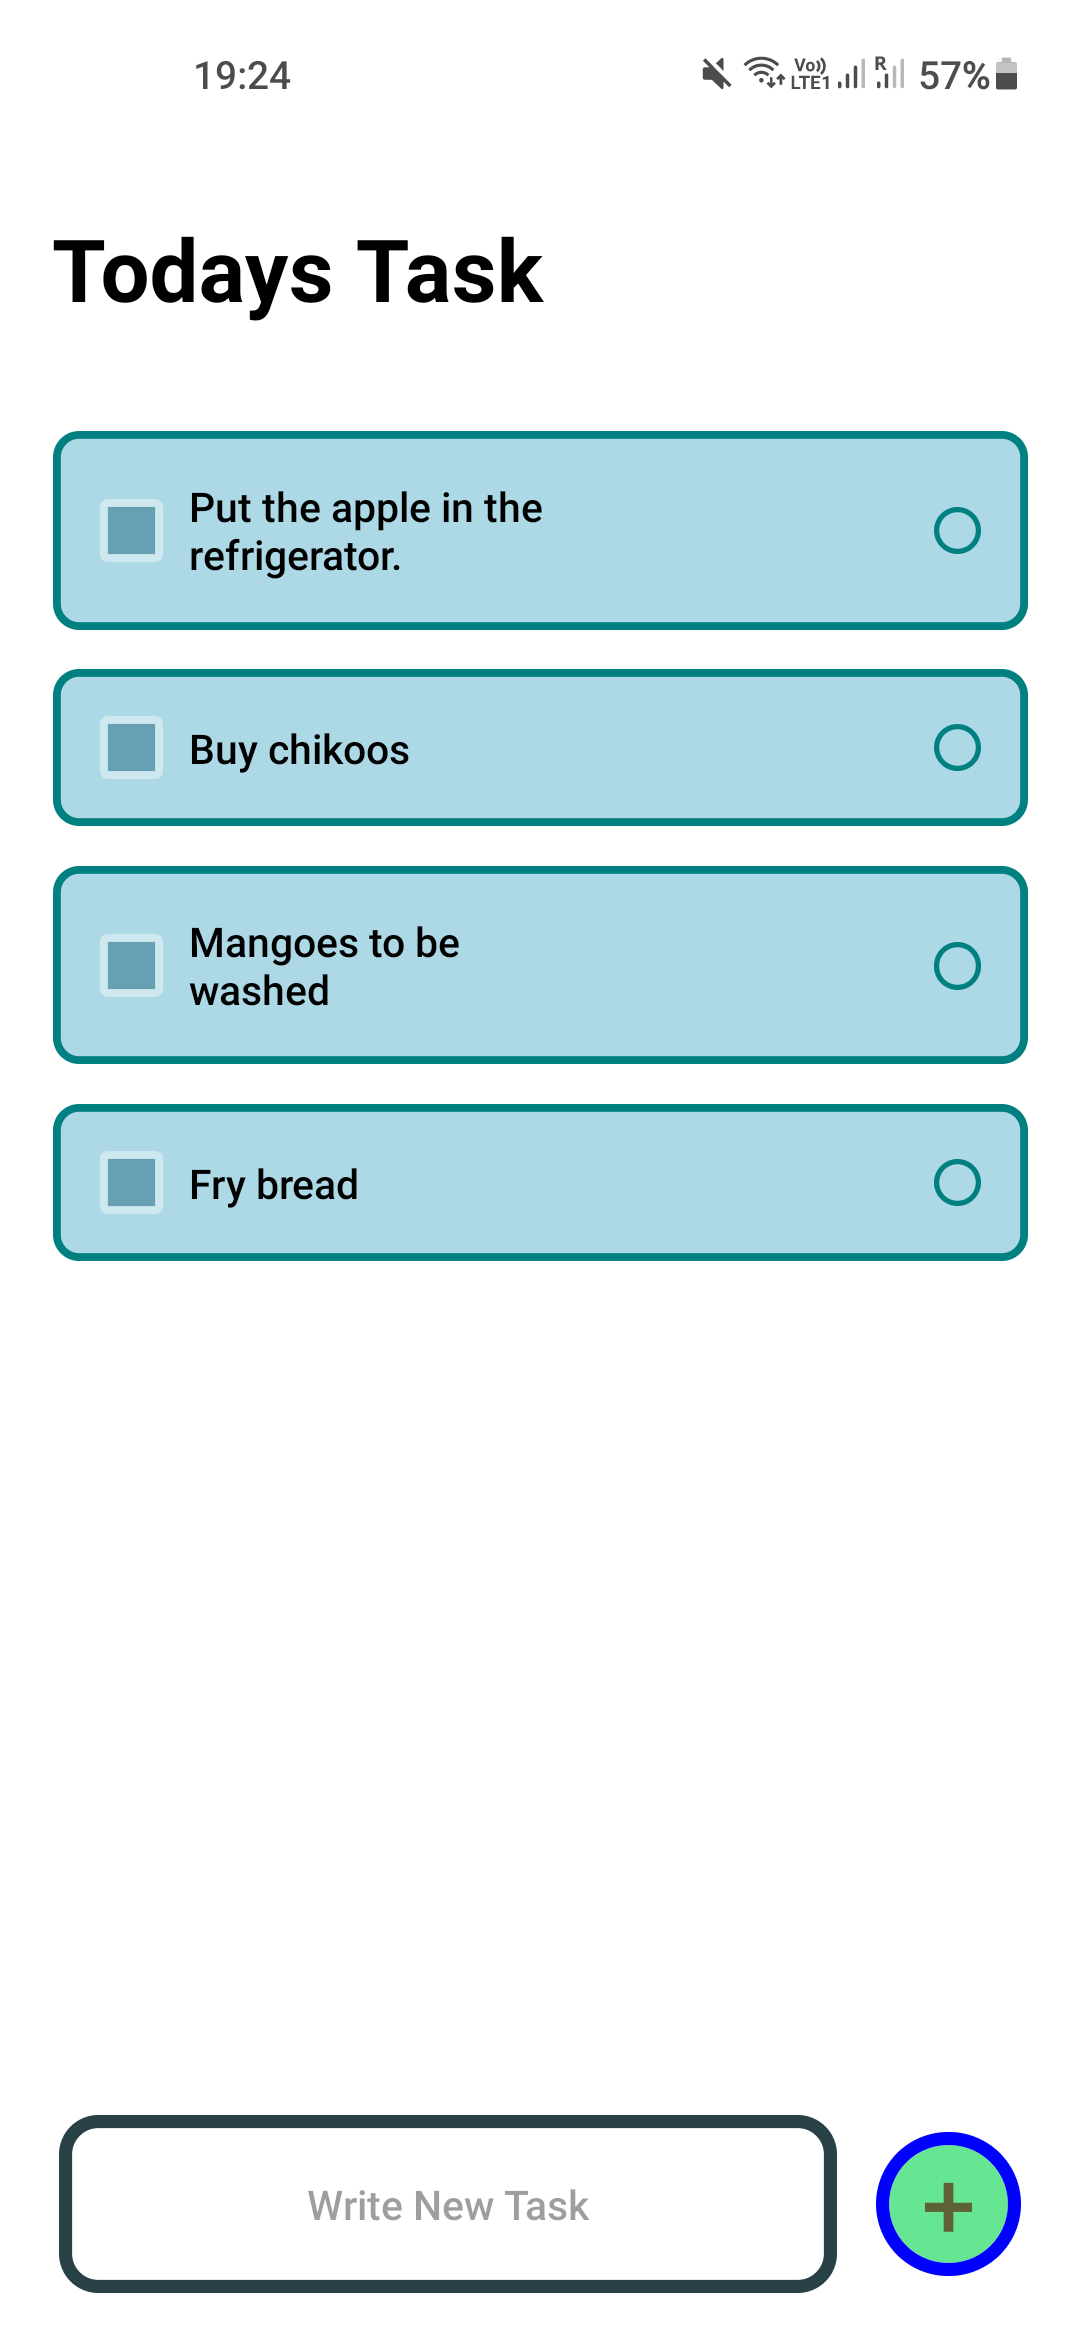 19:24 Vo)) LTE1 R 57%
Todays Task
Put the apple in the
refrigerator.
Buy chikoos
Mangoes to be
washed
Fry bread
Write New Task
+